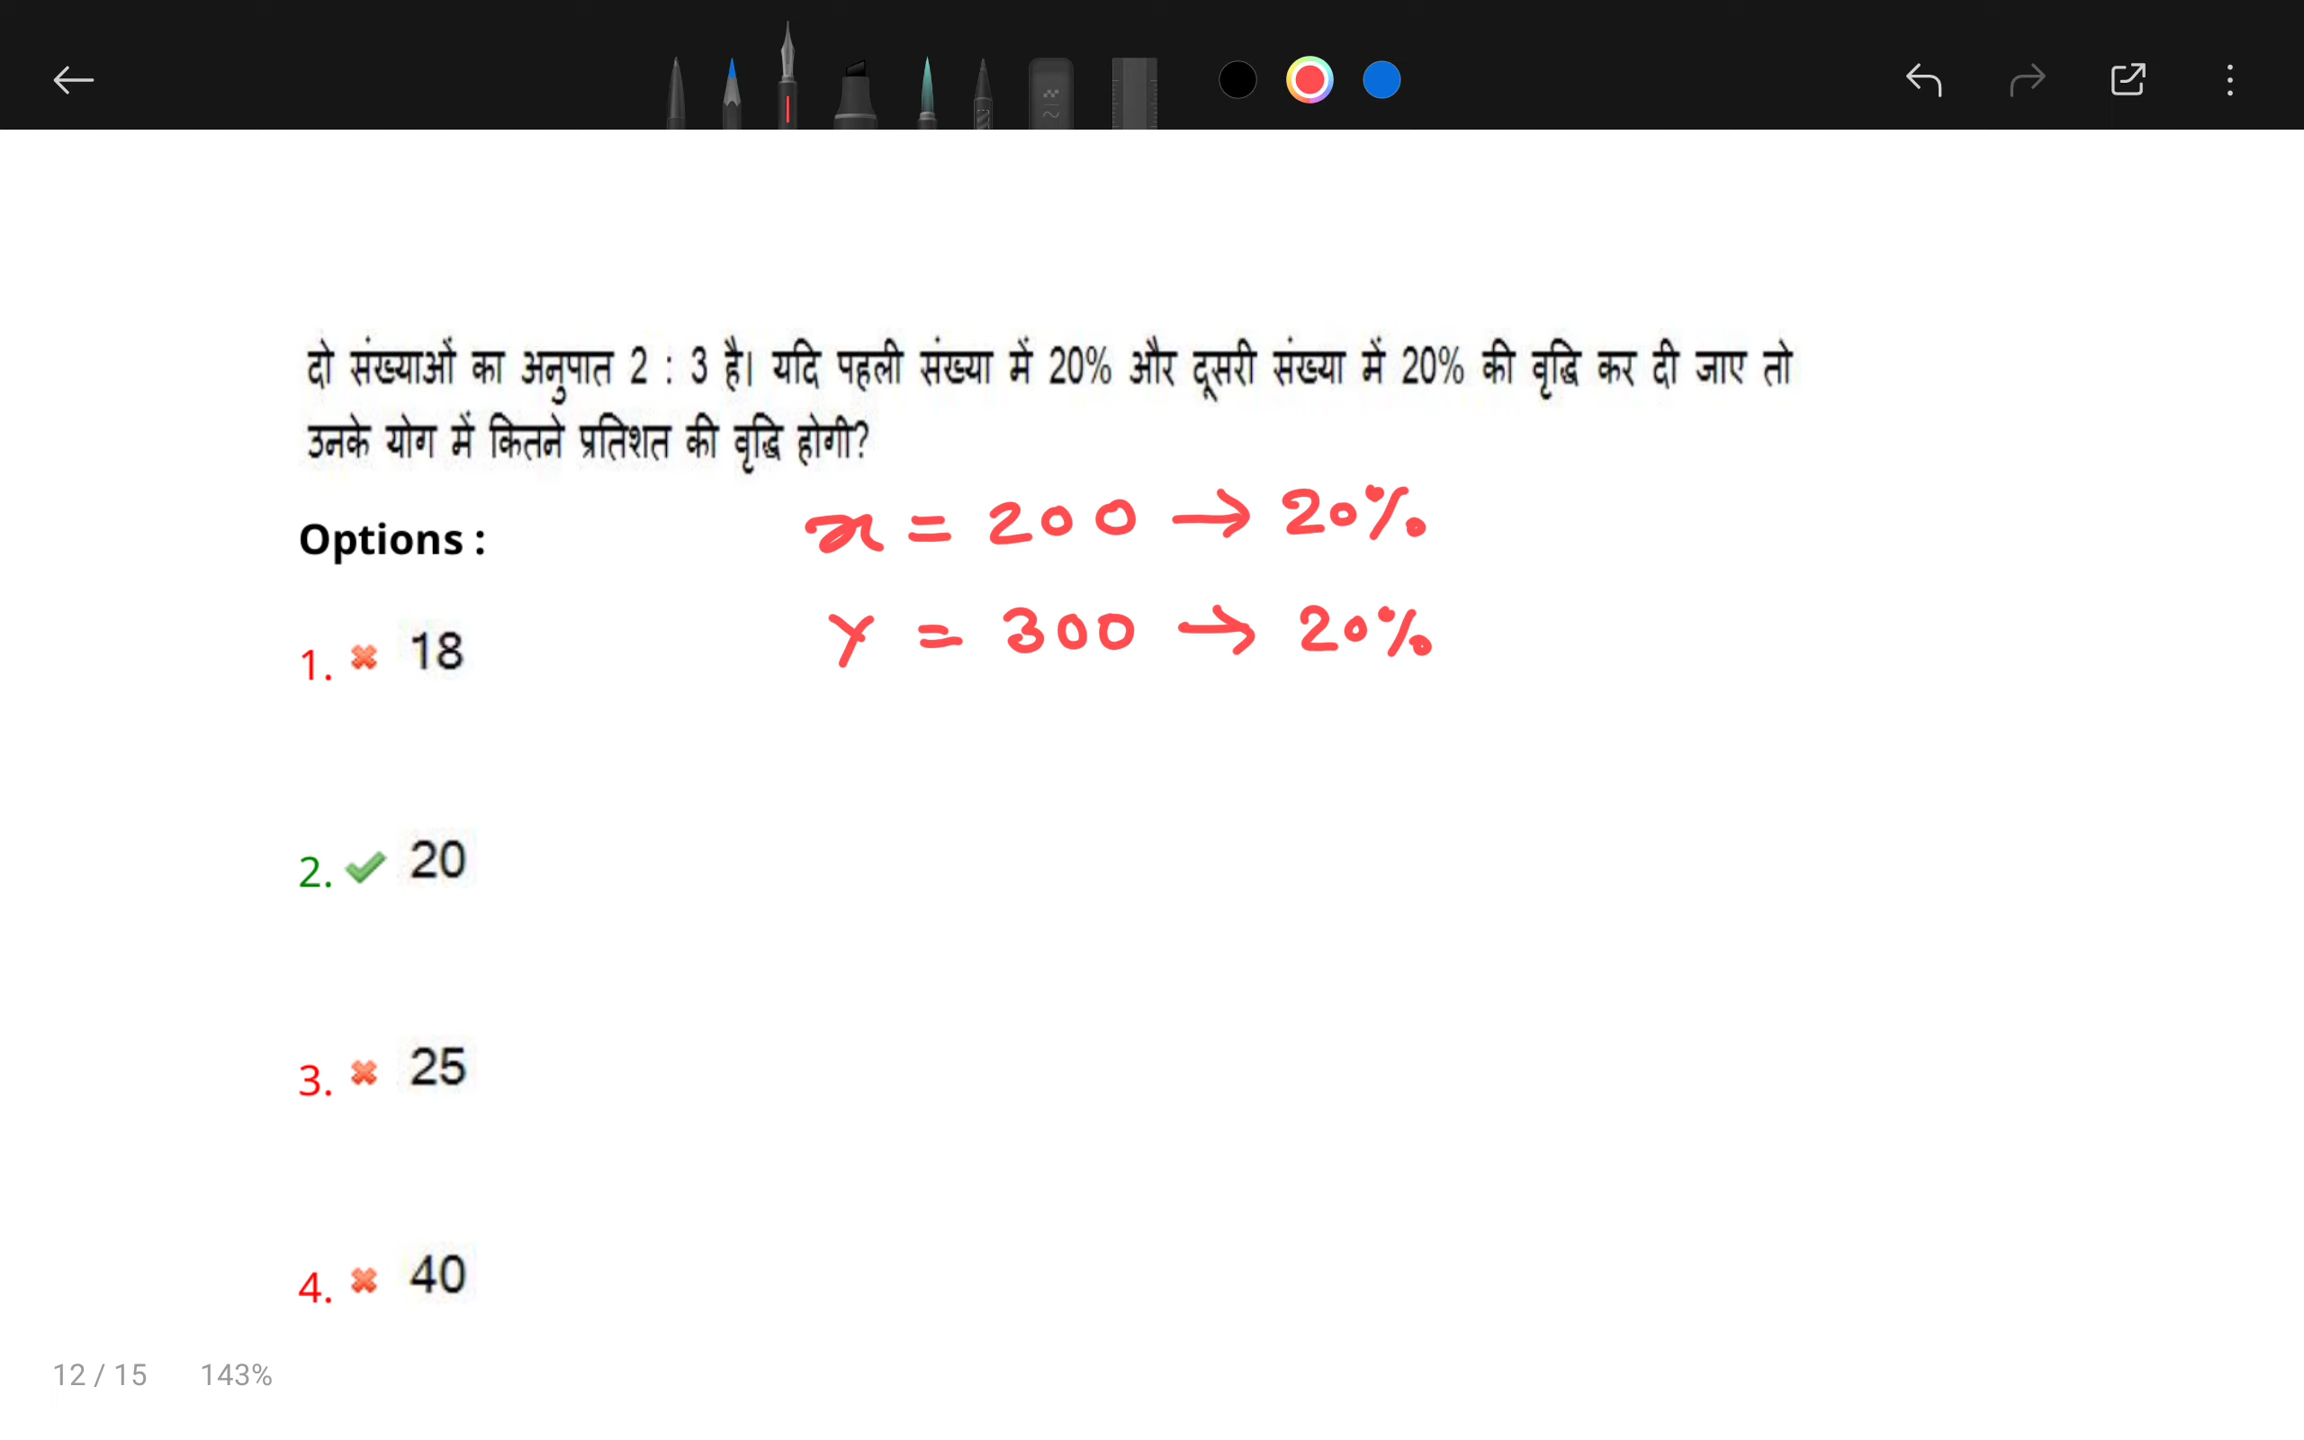 दो संख्याओं का अनुपात 2 : 3 है। यदि पहली संख्या में 20% और दूसरी संख्या में 20% की वृद्धि कर दी जाए तो
उनके योग में कितने प्रतिशत की वृद्धि होगी?
x = 200 → 20%
Options :
y = 300 → 20%
1. ✖ 18
2. ✔ 20
3. ✖ 25
4. ✖ 40
12 / 15 143%